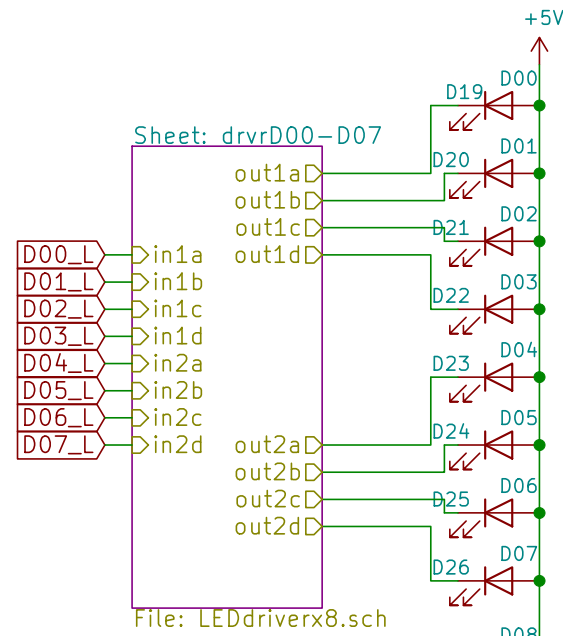 +5V
D19 D00
Sheet: drvrD00-D07
D20 D01
out1a
out1b
D21 D02
out1c
out1d
D00_L in1a
D01_L in1b
D02_L in1c
D22 D03
D03_L in1d
D04_L in2a
D23 D04
D05_L in2b
D06_L in2c
D24 D05
D07_L in2d
out2a
out2b
D25 D06
out2c
out2d
D26 D07
File: LEDdriverx8.sch
D08